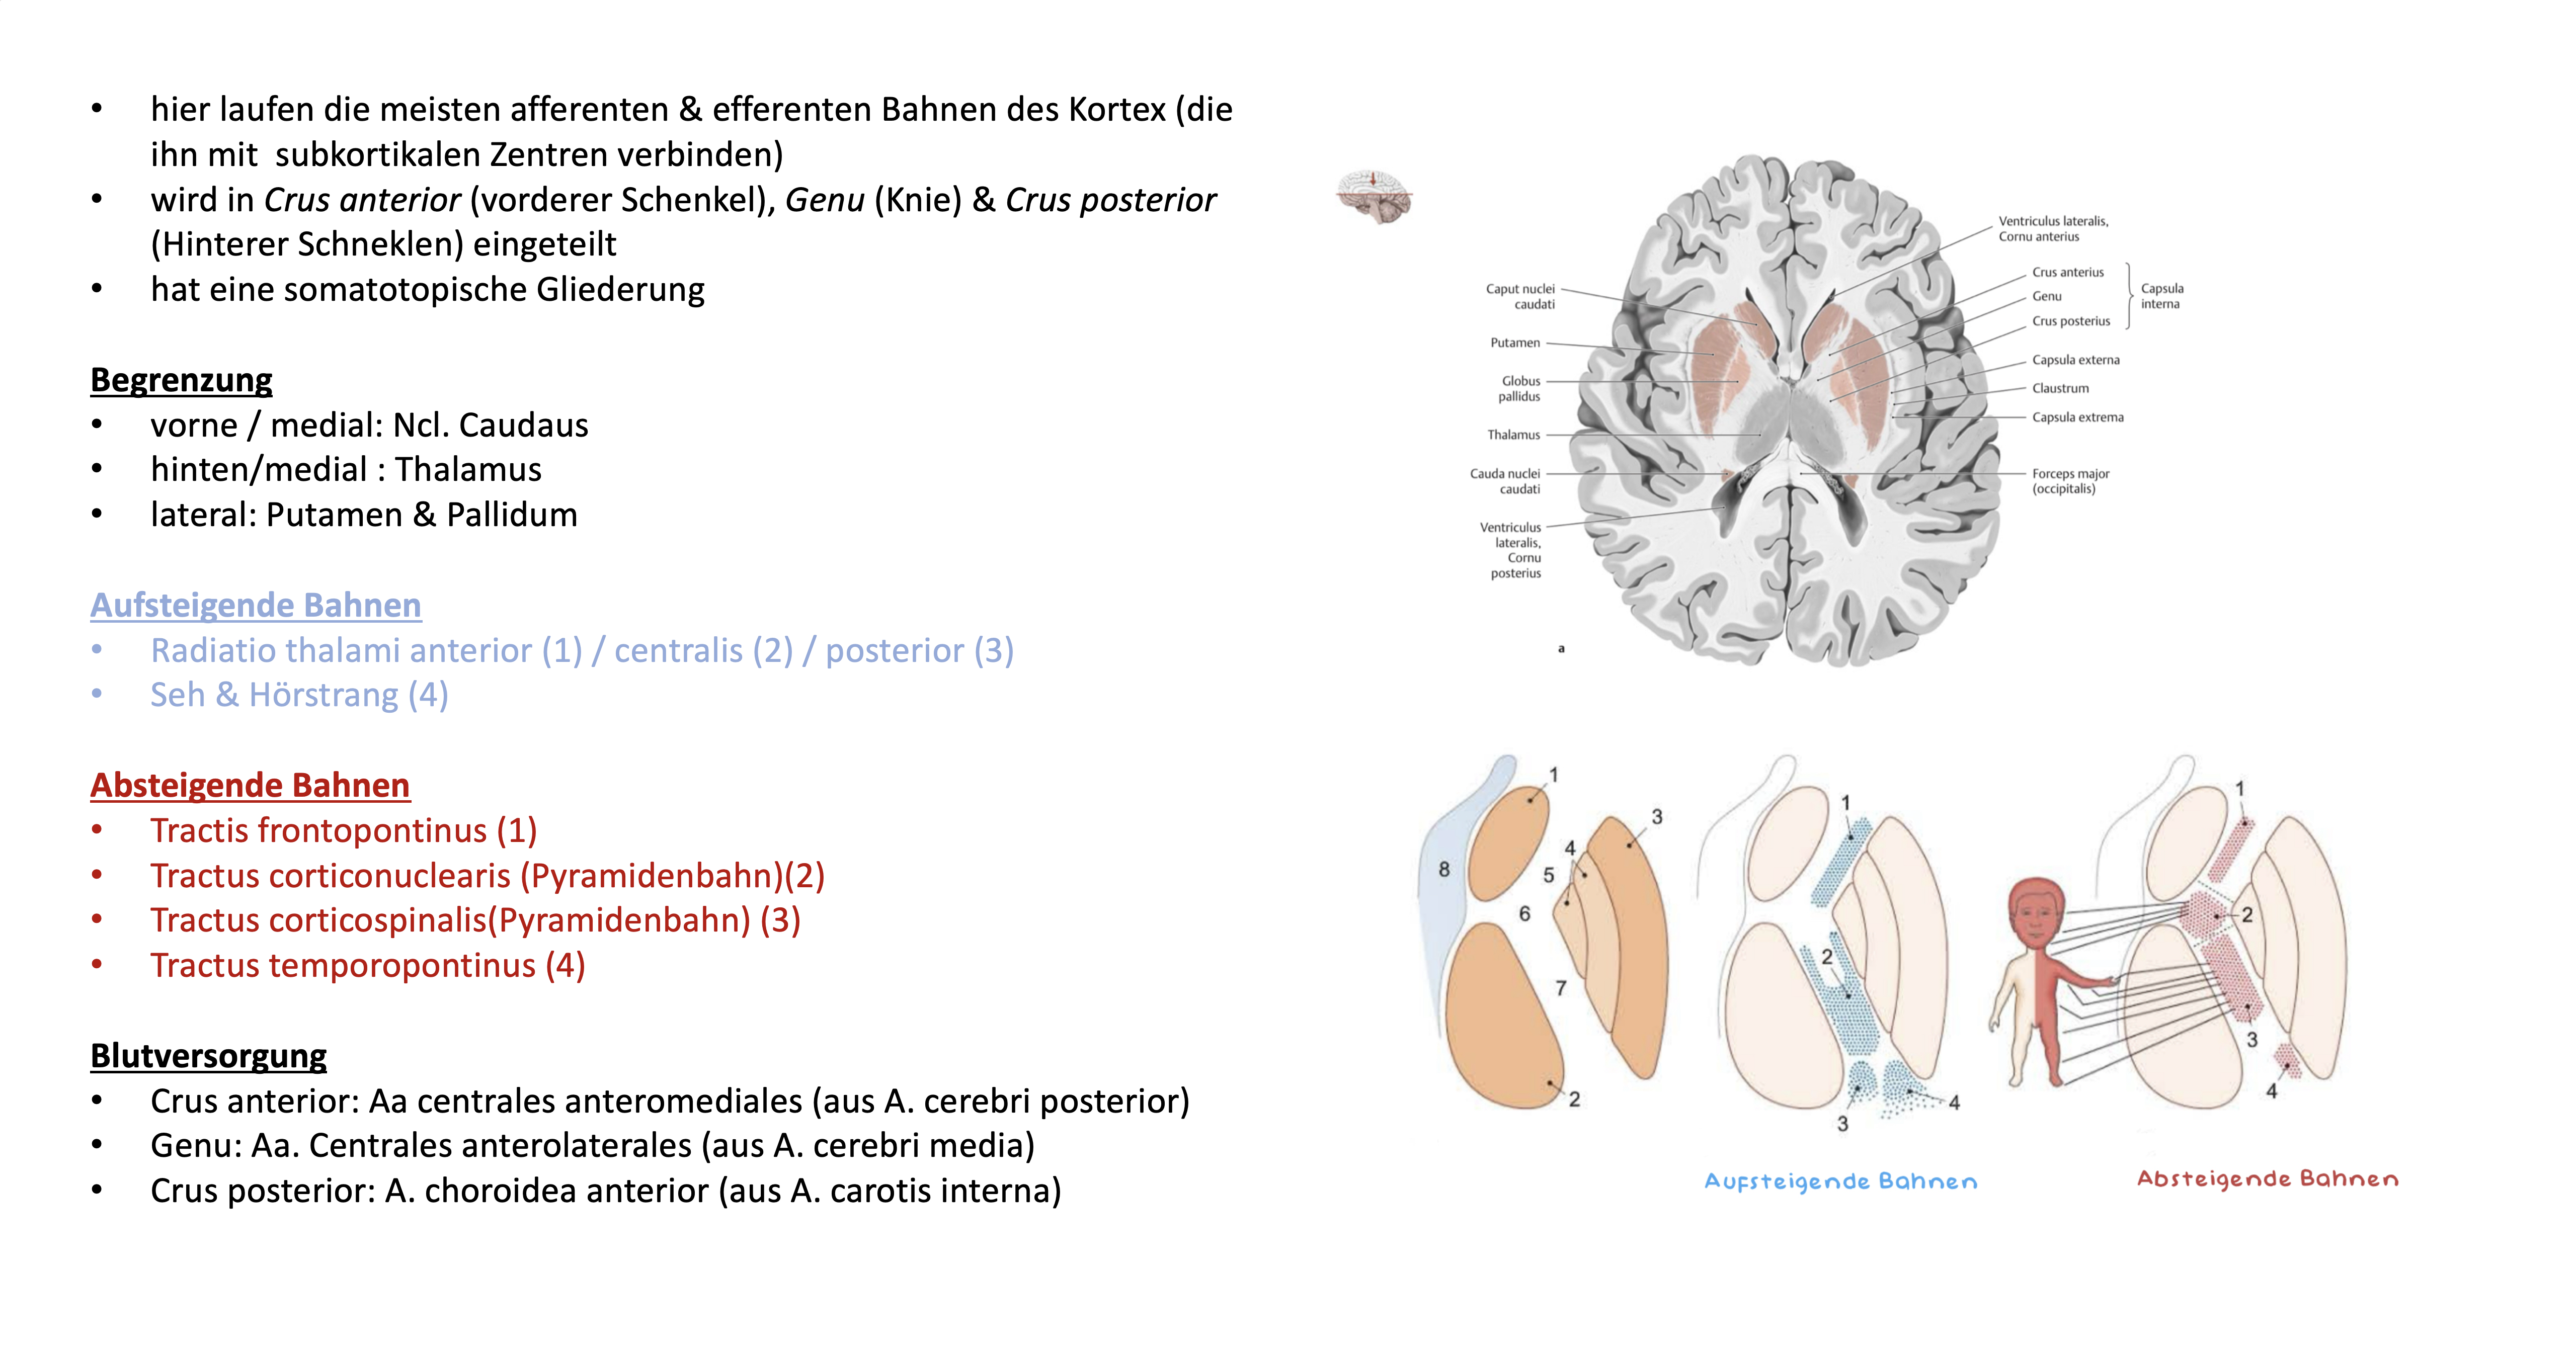 • hier laufen die meisten afferenten & efferenten Bahnen des Kortex (die
ihn mit  subkortikalen Zentren verbinden)
• wird in Crus anterior (vorderer Schenkel), Genu (Knie) & Crus posterior
(Hinterer Schneklen) eingeteilt
• hat eine somatotopische Gliederung
Begrenzung
• vorne / medial: Ncl. Caudaus
• hinten/medial : Thalamus
• lateral: Putamen & Pallidum
Aufsteigende Bahnen
• Radiatio thalami anterior (1) / centralis (2) / posterior (3)
• Seh & Hörstrang (4)
Absteigende Bahnen
• Tractis frontopontinus (1)
• Tractus corticonuclearis (Pyramidenbahn)(2)
• Tractus corticospinalis(Pyramidenbahn) (3)
• Tractus temporopontinus (4)
Blutversorgung
• Crus anterior: Aa centrales anteromediales (aus A. cerebri posterior)
• Genu: Aa. Centrales anterolaterales (aus A. cerebri media)
• Crus posterior: A. choroidea anterior (aus A. carotis interna)
Caput nuclei
caudati
Putamen
Globus
pallidus
Thalamus
Cauda nuclei
caudati
Ventriculus
lateralis,
Cornu
posterius
a
Ventriculus lateralis,
Cornu anterius
Crus anterius
Genu
Crus posterius
Capsula
interna
Capsula externa
Claustrum
Capsula extrema
Forceps major
(occipitalis)
1
3
4
8
5
6
7
2
1
2
3
4
Aufsteigende Bahnen
1
2
3
4
Absteigende Bahnen